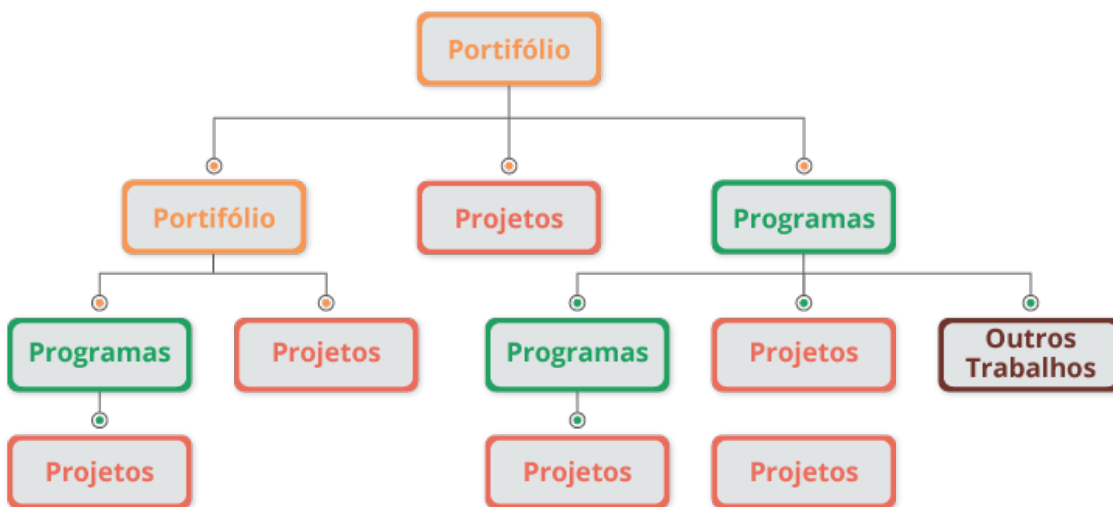 Portifólio
Portifólio
Projetos
Programas
Programas
Projetos
Programas
Projetos
Outros
Trabalhos
Projetos
Projetos
Projetos